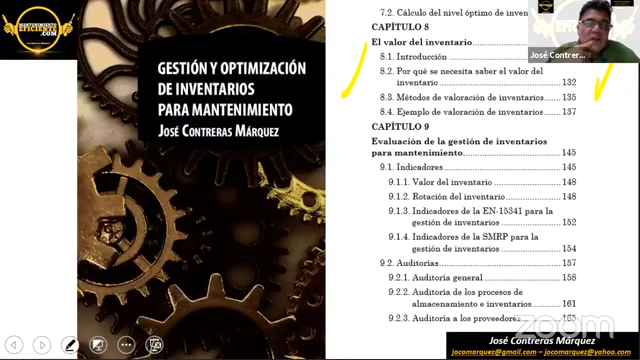 MANTENIMIENTO
EFICIENTE
.COM
GESTIÓN Y OPTIMIZACIÓN
DE INVENTARIOS
PARA MANTENIMIENTO
JOSÉ CONTRERAS MÁRQUEZ
7.2. Cálculo del nivel óptimo de inven
CAPÍTULO 8
El valor del inventario
8.1. Introducción
8.2. Por qué se necesita saber el valor del
inventario 132
8.3. Métodos de valoración de inventarios 135
8.4. Ejemplo de valoración de inventarios 137
CAPÍTULO 9
Evaluación de la gestión de inventarios
para mantenimiento 145
9.1. Indicadores 145
9.1.1. Valor del inventario 148
9.1.2. Rotación del inventario 148
9.1.3. Indicadores de la EN-15341 para la
gestión de inventarios 152
9.1.4. Indicadores de la SMRP para la
gestión de inventarios 154
9.2. Auditorias 157
9.2.1. Auditoria general 158
9.2.2. Auditoria de los procesos de
almacenamiento e inventarios 161
9.2.3. Auditoria a los proveedores 165
José Contrer...
zoom
José Contreras Márquez
jocomarquez@gmail.com – jocomarquez@yahoo.com